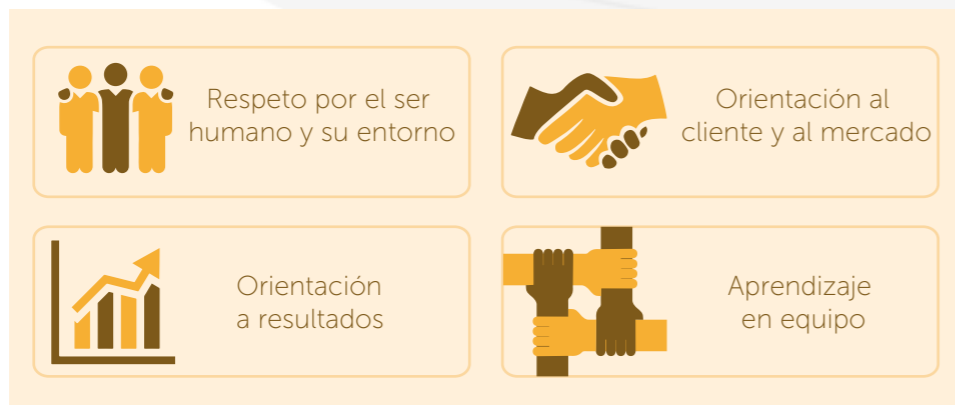 Respeto por el ser
humano y su entorno
Orientación al
cliente y al mercado
Orientación
a resultados
Aprendizaje
en equipo